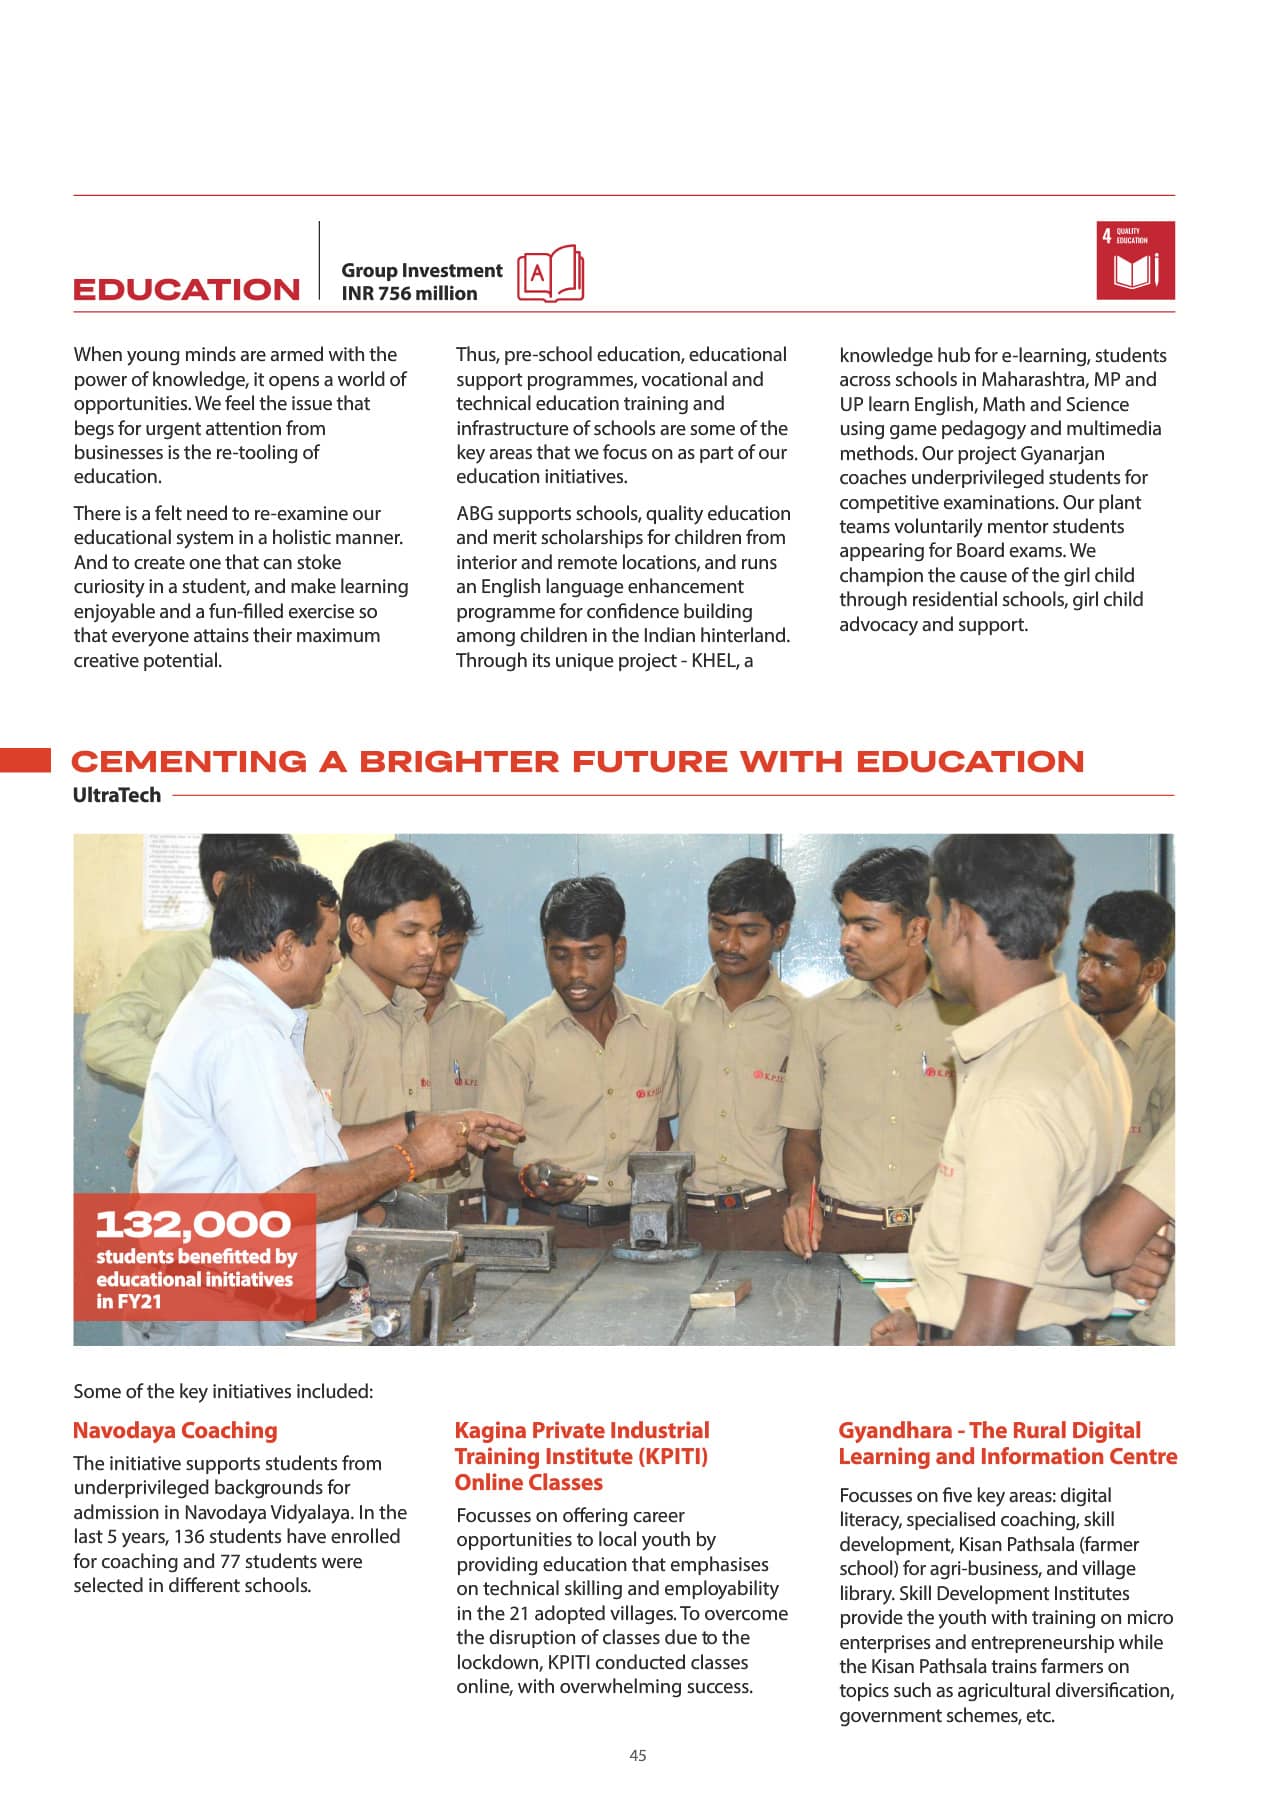 EDUCATION
Group Investment
INR 756 million
A
4 QUALITY
EDUCATION
When young minds are armed with the
power of knowledge, it opens a world of
opportunities. We feel the issue that
begs for urgent attention from
businesses is the re-tooling of
education.
There is a felt need to re-examine our
educational system in a holistic manner.
And to create one that can stoke
curiosity in a student, and make learning
enjoyable and a fun-filled exercise so
that everyone attains their maximum
creative potential.
Thus, pre-school education, educational
support programmes, vocational and
technical education training and
infrastructure of schools are some of the
key areas that we focus on as part of our
education initiatives.
ABG supports schools, quality education
and merit scholarships for children from
interior and remote locations, and runs
an English language enhancement
programme for confidence building
among children in the Indian hinterland.
Through its unique project - KHEL, a
knowledge hub for e-learning, students
across schools in Maharashtra, MP and
UP learn English, Math and Science
using game pedagogy and multimedia
methods. Our project Gyanarjan
coaches underprivileged students for
competitive examinations. Our plant
teams voluntarily mentor students
appearing for Board exams. We
champion the cause of the girl child
through residential schools, girl child
advocacy and support.
CEMENTING A BRIGHTER FUTURE WITH EDUCATION
UltraTech
132,000
students benefitted by
educational initiatives
in FY21
Some of the key initiatives included:
Navodaya Coaching
The initiative supports students from
underprivileged backgrounds for
admission in Navodaya Vidyalaya. In the
last 5 years, 136 students have enrolled
for coaching and 77 students were
selected in different schools.
Kagina Private Industrial
Training Institute (KPITI)
Online Classes
Focusses on offering career
opportunities to local youth by
providing education that emphasises
on technical skilling and employability
in the 21 adopted villages. To overcome
the disruption of classes due to the
lockdown, KPITI conducted classes
online, with overwhelming success.
Gyandhara - The Rural Digital
Learning and Information Centre
Focusses on five key areas: digital
literacy, specialised coaching, skill
development, Kisan Pathsala (farmer
school) for agri-business, and village
library. Skill Development Institutes
provide the youth with training on micro
enterprises and entrepreneurship while
the Kisan Pathsala trains farmers on
topics such as agricultural diversification,
government schemes, etc.
45